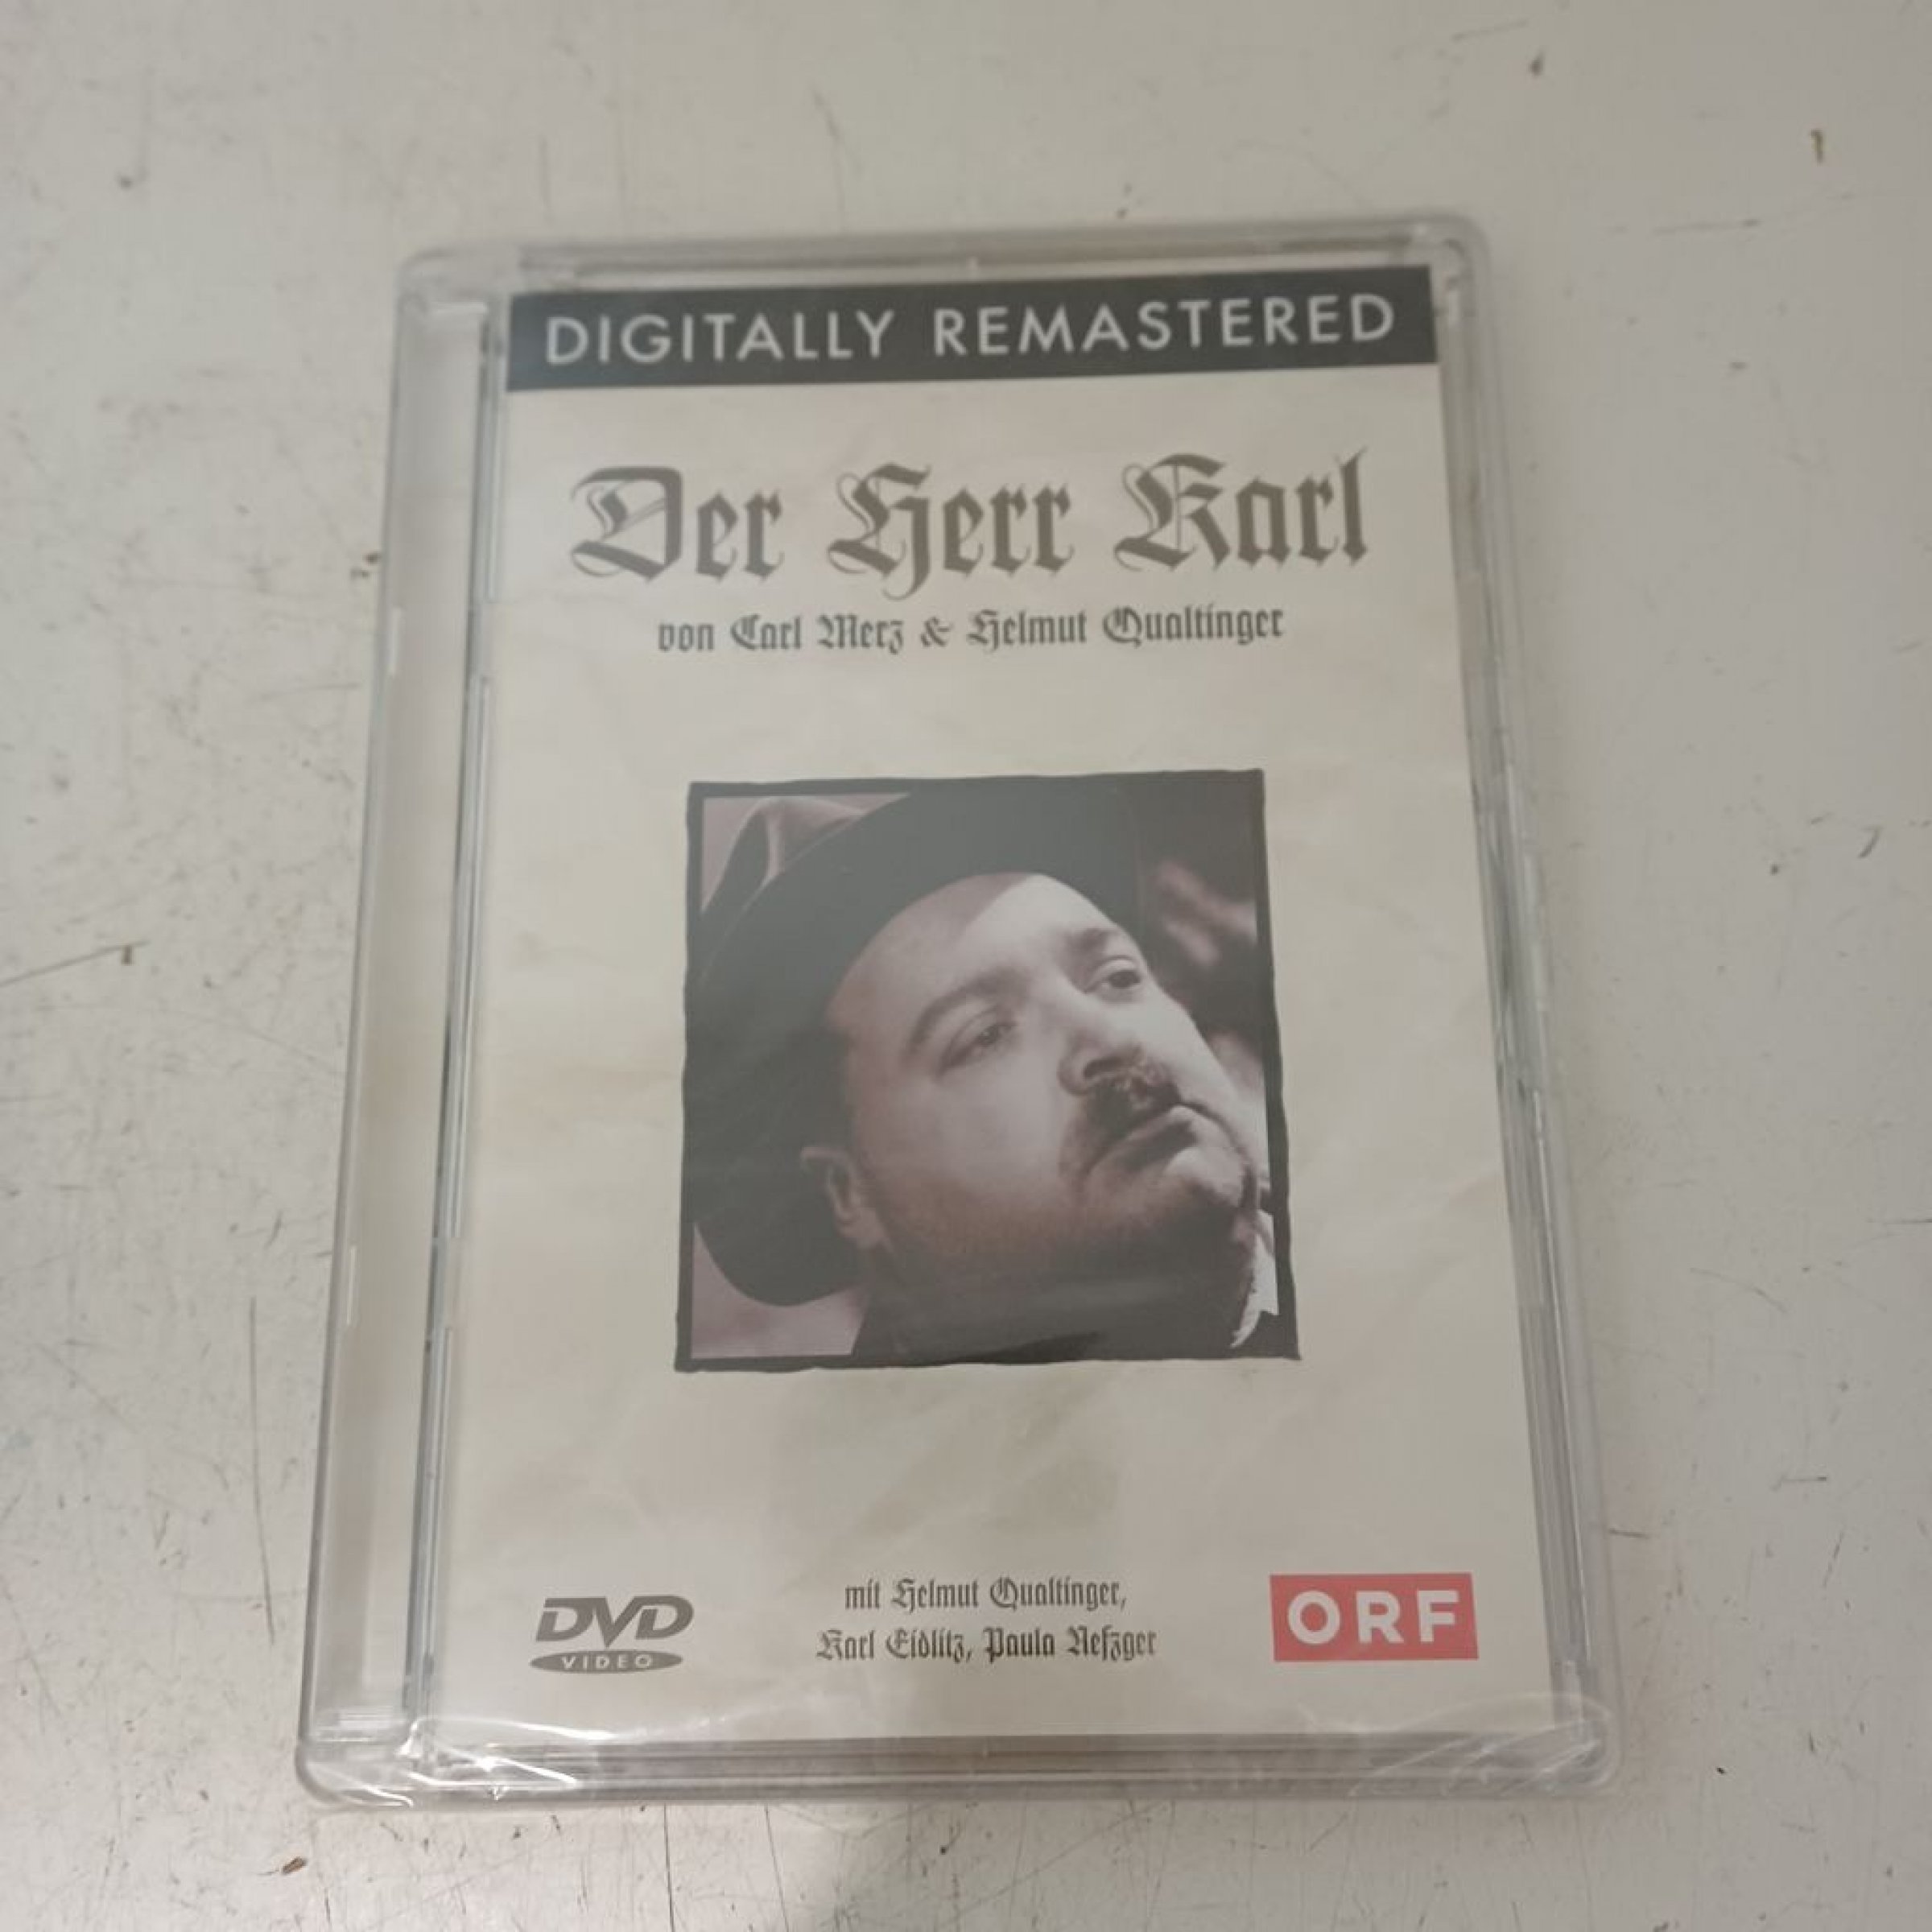 DIGITALLY REMASTERED
Der Herr Karl
von Carl Merz & Helmut Qualtinger
mit Helmut Qualtinger,
Karl Eidlitz, Paula Nefzger
DVD
VIDEO
ORF